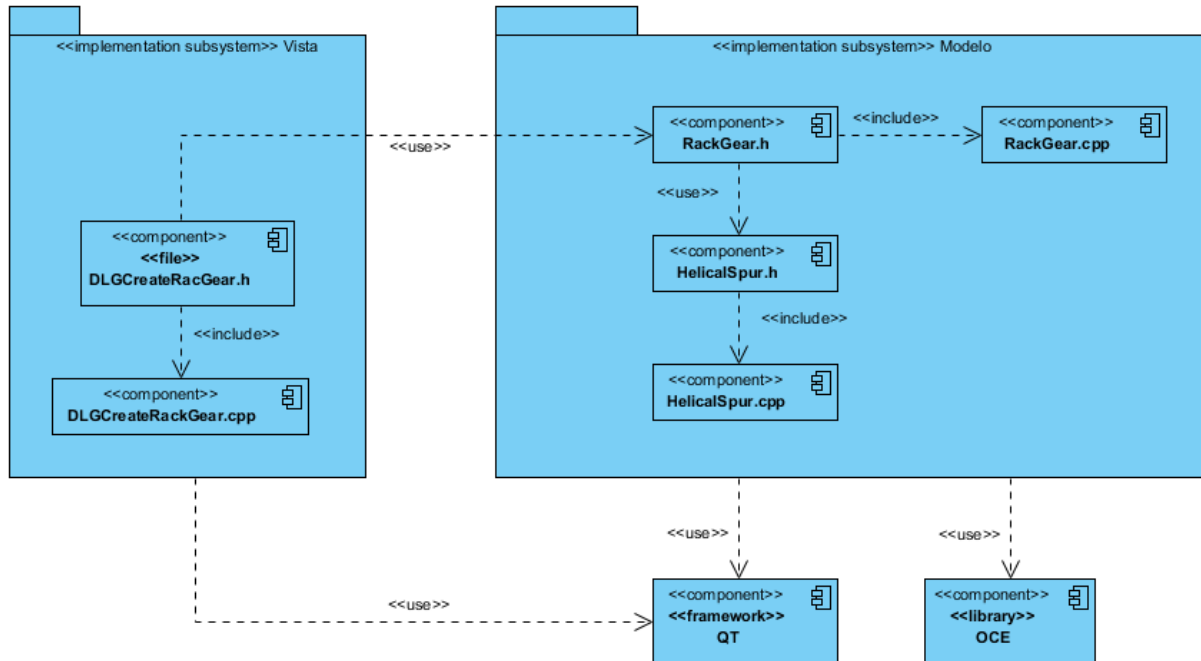 <<implementation subsystem>> Vista
<<implementation subsystem>> Modelo
<<component>>
RackGear.h
<<include>>
<<component>>
RackGear.cpp
<<use>>
<<use>>
<<component>>
<<file>>
DLGCreateRacGear.h
<<component>>
HelicalSpur.h
<<include>>
<<include>>
<<component>>
DLGCreateRackGear.cpp
<<component>>
HelicalSpur.cpp
<<use>>
<<use>>
<<use>>
<<component>>
<<framework>>
QT
<<component>>
<<library>>
OCE